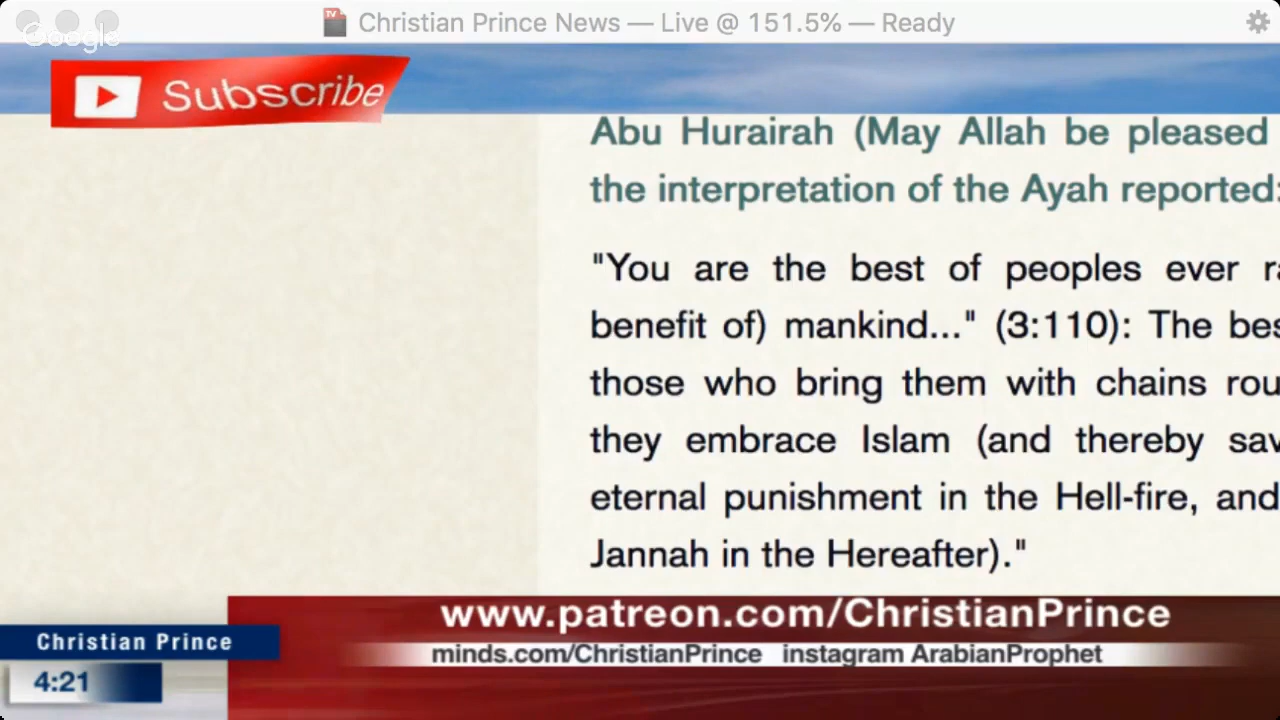 Christian Prince News — Live @ 151.5% — Ready
Google
TV
Subscribe
Abu Hurairah (May Allah be pleased
the interpretation of the Ayah reported:
"You are the best of peoples ever
benefit of) mankind..." (3:110): The
those who bring them with chains
they embrace Islam (and thereby
eternal punishment in the Hell-fire, and
Jannah in the Hereafter)."
www.patreon.com/ChristianPrince
Christian Prince
minds.com/ChristianPrince instagram ArabianProphet
4:21